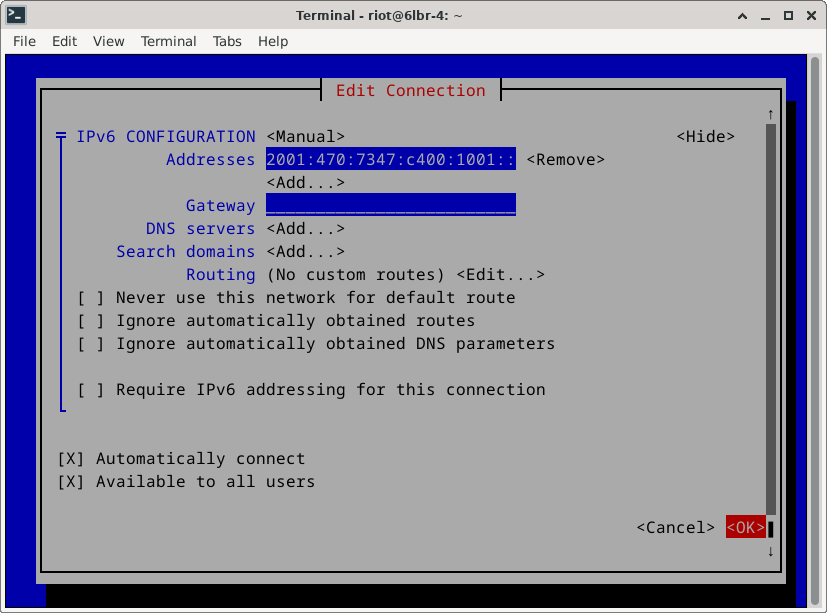 Terminal - riot@6lbr-4: ~
File Edit View Terminal Tabs Help
Edit Connection
IPv6 CONFIGURATION <Manual> <Hide>
Addresses 2001:470:7347:c400:1001:: <Remove>
<Add...>
Gateway _________________________
DNS servers <Add...>
Search domains <Add...>
Routing (No custom routes) <Edit...>
[ ] Never use this network for default route
[ ] Ignore automatically obtained routes
[ ] Ignore automatically obtained DNS parameters
[ ] Require IPv6 addressing for this connection
[X] Automatically connect
[X] Available to all users
<Cancel> <OK>